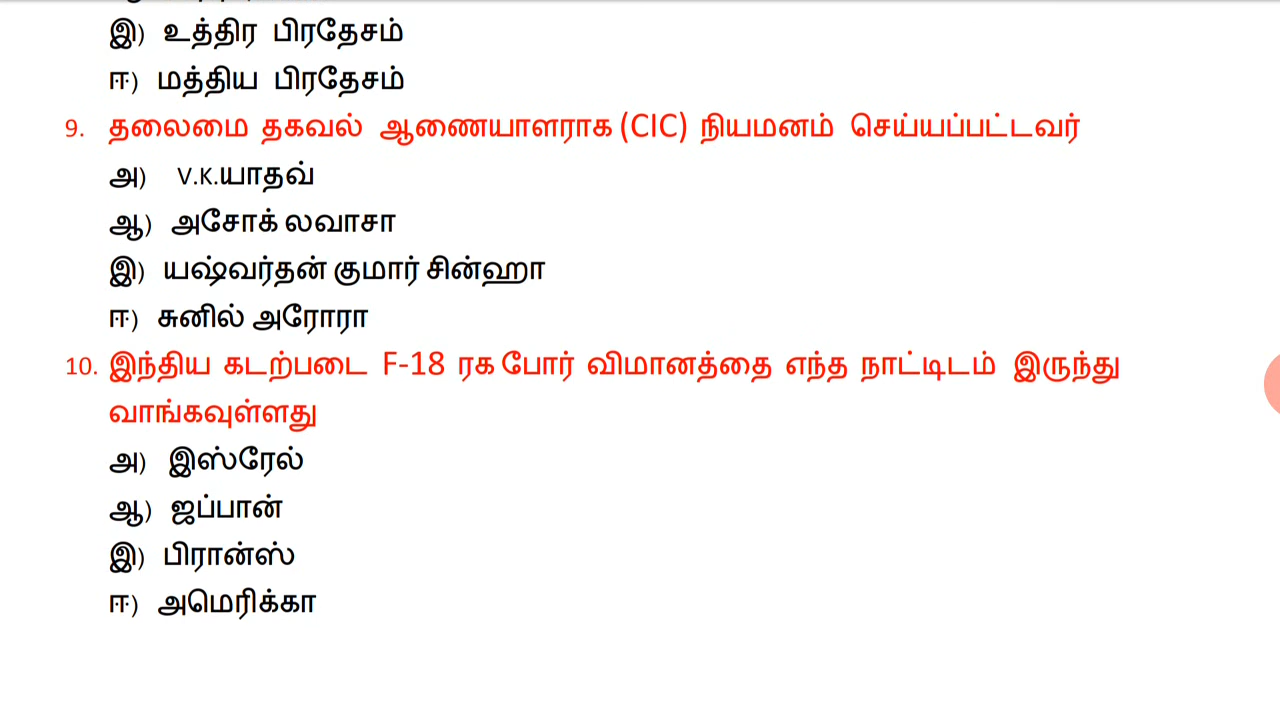 இ) உத்திர பிரதேசம்
ஈ) மத்திய பிரதேசம்
9. தலைமை தகவல் ஆணையாளராக (CIC) நியமனம் செய்யப்பட்டவர்
அ) V.K.யாதவ்
ஆ) அசோக் லவாசா
இ) யஷ்வர்தன் குமார் சின்ஹா
ஈ) சுனில் அரோரா
10. இந்திய கடற்படை F-18 ரக போர் விமானத்தை எந்த நாட்டிடம் இருந்து
வாங்கவுள்ளது
அ) இஸ்ரேல்
ஆ) ஜப்பான்
இ) பிரான்ஸ்
ஈ) அமெரிக்கா